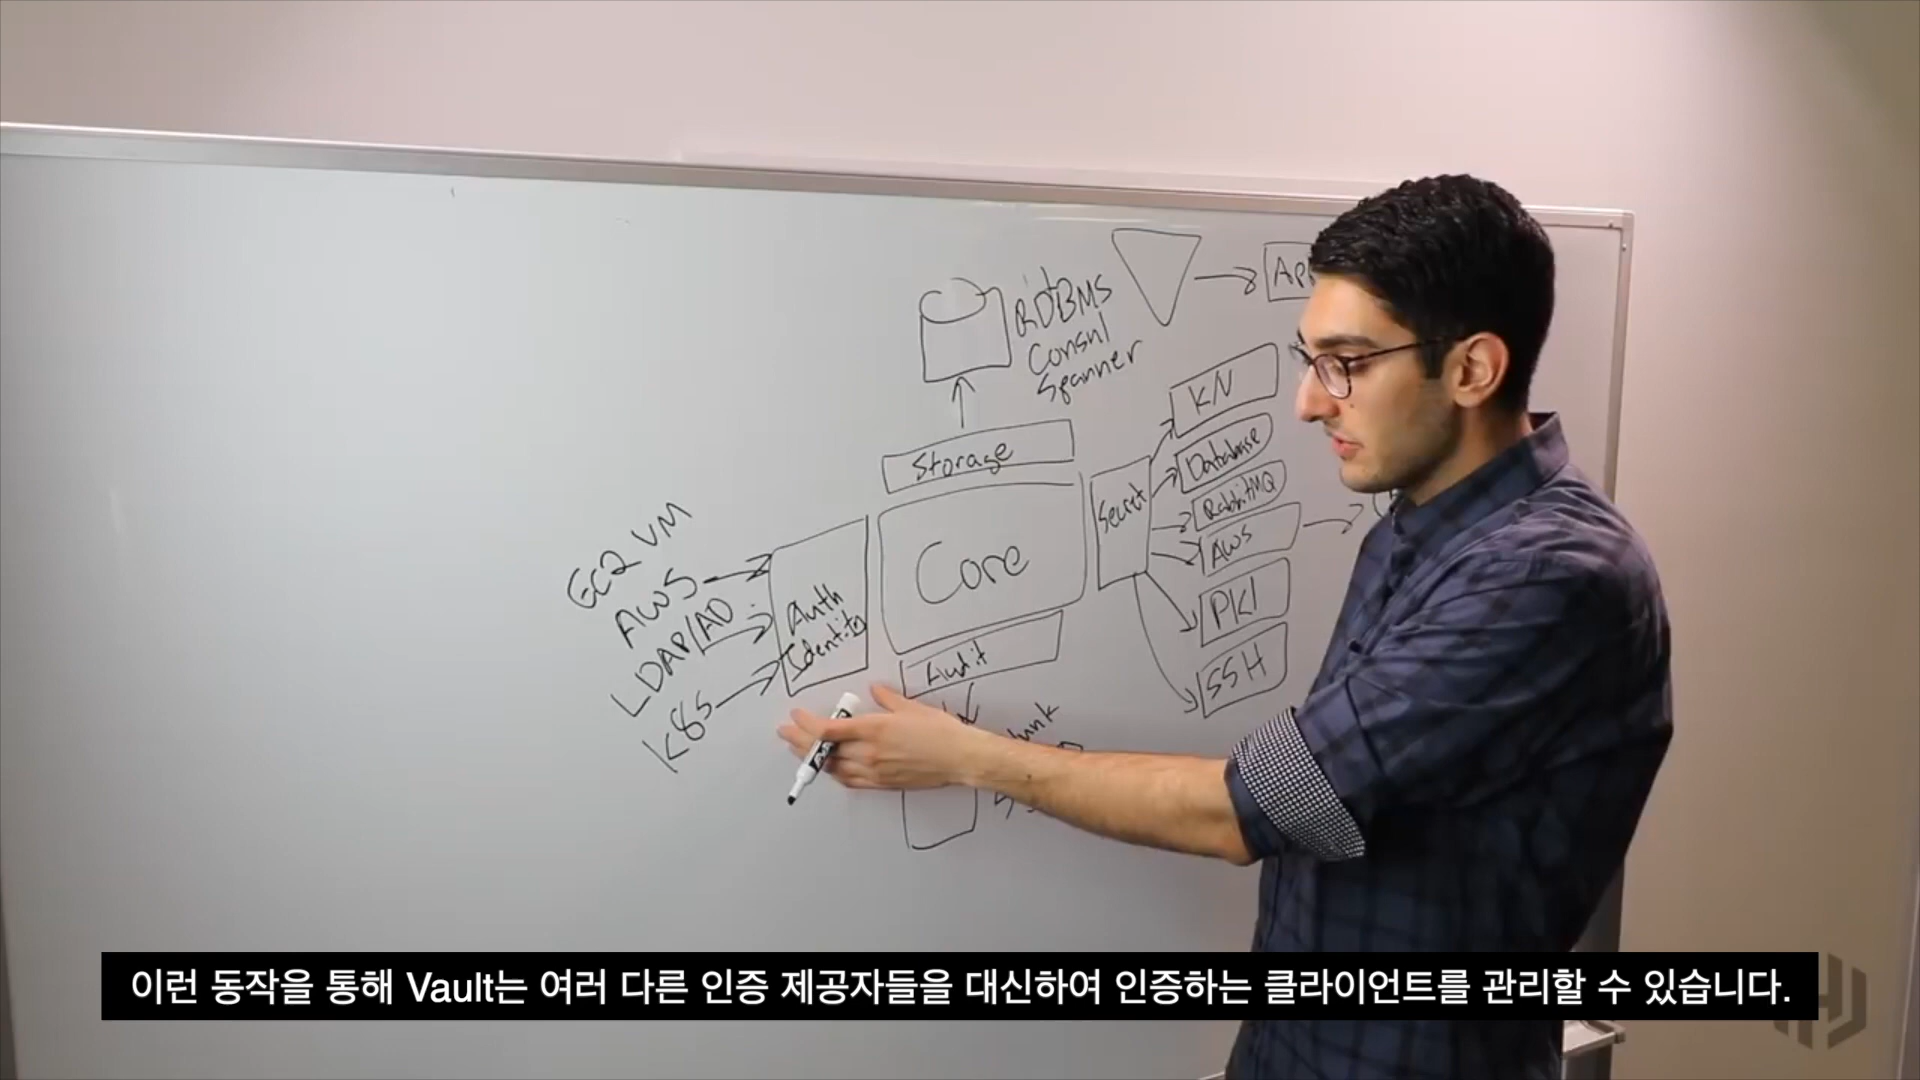 App
RDBMS
Consul
Spanner
K/V
Storage
Database
Secret
RabbitMQ
Core
AWS
EC2 VM
AWS
LDAP/AD
K8S
Auth
Identity
PKI
Audit
SSH
이런 동작을 통해 Vault는 여러 다른 인증 제공자들을 대신하여 인증하는 클라이언트를 관리할 수 있습니다.